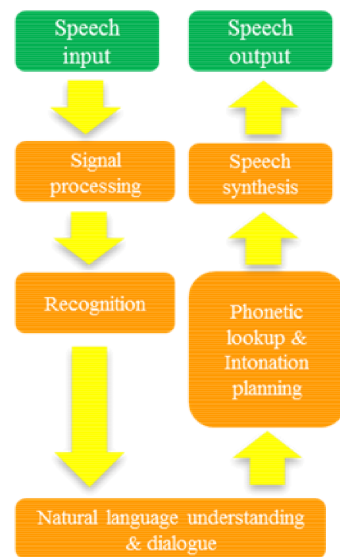 Speech
input
Signal
processing
Recognition
Natural language understanding
& dialogue
Phonetic
lookup &
Intonation
planning
Speech
synthesis
Speech
output